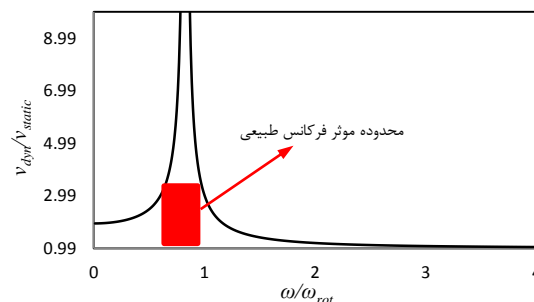 8.99
6.99
4.99
2.99
0.99
v_dyn/v_static
محدوده موثر فرکانس طبیعی
0 1 2 3 4
ω/ω_rot